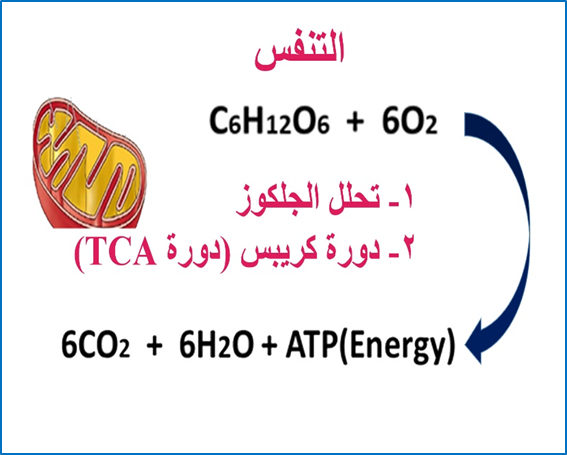 التنفس
C6H12O6 + 6O2
١- تحلل الجلكوز
٢- دورة كريبس (دورة TCA)
6CO2 + 6H2O + ATP(Energy)